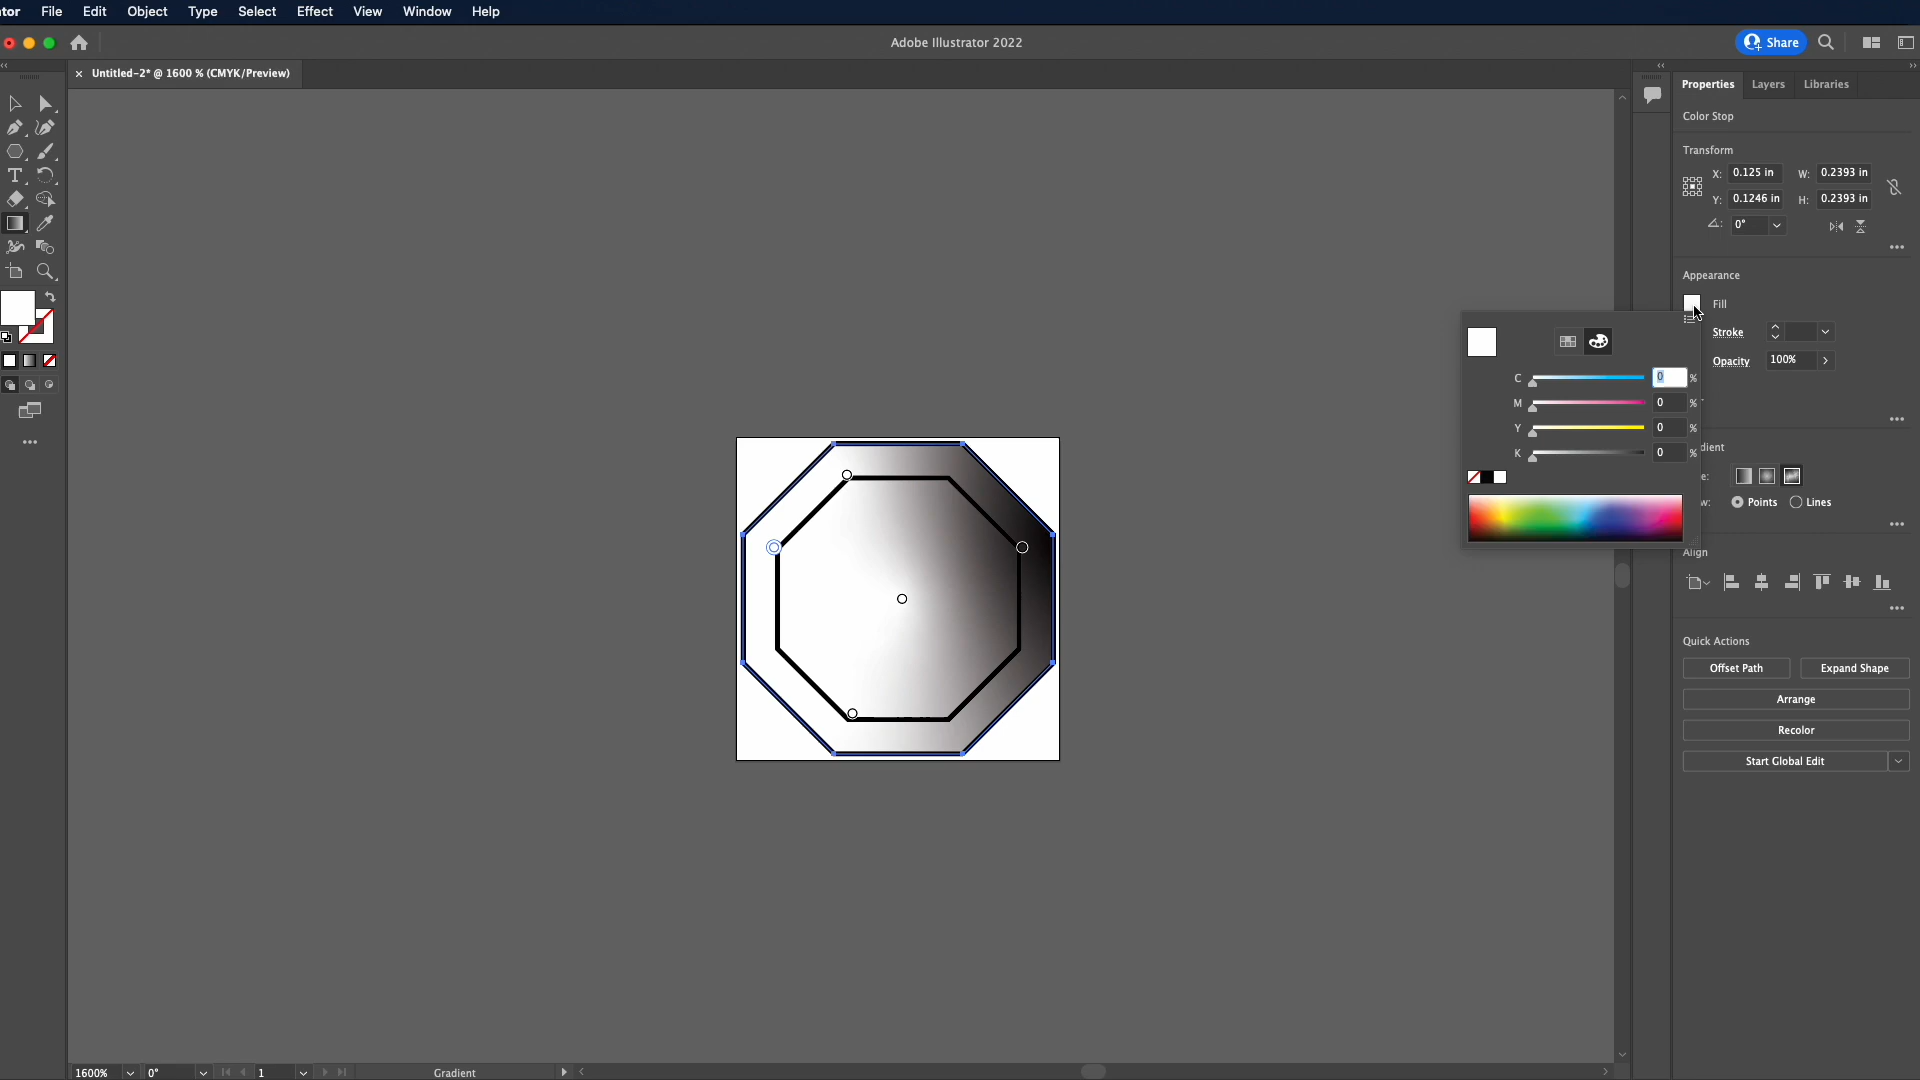 tor File Edit Object Type Select Effect View Window Help
Adobe Illustrator 2022
Share
× Untitled-2* @ 1600 % (CMYK/Preview)
Properties Layers Libraries
Color Stop
Transform
X: 0.125 in W: 0.2393 in
Y: 0.1246 in H: 0.2393 in
0°
Appearance
Fill
Stroke
Opacity 100%
C 0 %
M 0 %
Y 0 %
K 0 %
dient
e:
w: Points Lines
Align
Quick Actions
Offset Path Expand Shape
Arrange
Recolor
Start Global Edit
1600% 0° 1 Gradient